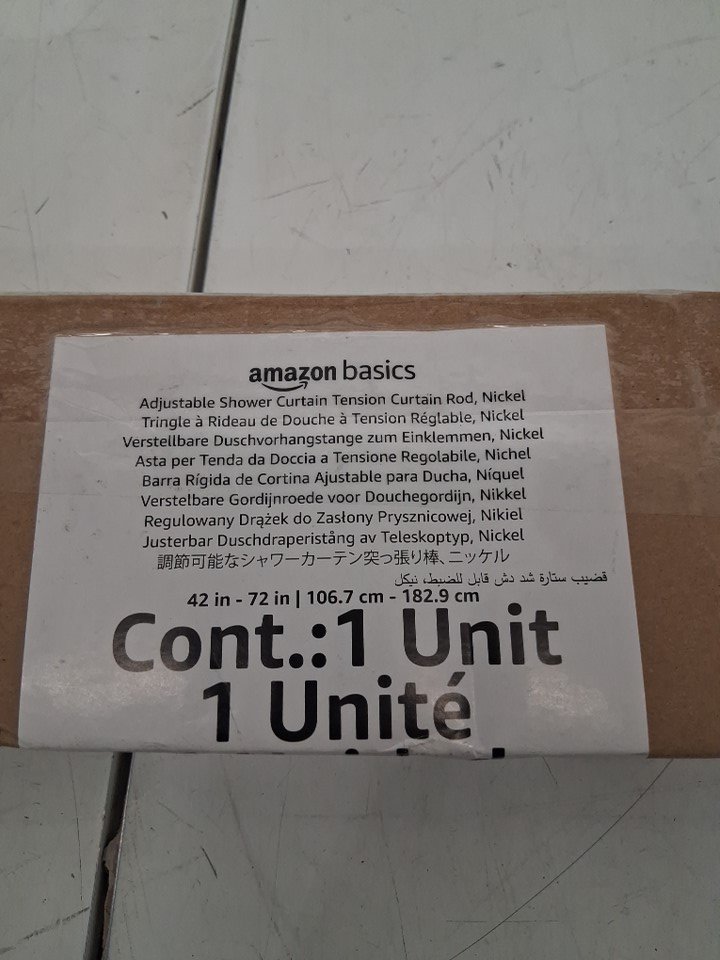 amazon basics
Adjustable Shower Curtain Tension Curtain Rod, Nickel
Tringle à Rideau de Douche à Tension Réglable, Nickel
Verstellbare Duschvorhangstange zum Einklemmen, Nickel
Asta per Tenda da Doccia a Tensione Regolabile, Nichel
Barra Rígida de Cortina Ajustable para Ducha, Níquel
Verstelbare Gordijnroede voor Douchegordijn, Nikkel
Regulowany Drążek do Zasłony Prysznicowej, Nikiel
Justerbar Duschdraperistång av Teleskoptyp, Nickel
調節可能なシャワーカーテン突っ張り棒、ニッケル
قضيب ستارة شد دش قابل للضبط، نيكل
42 in - 72 in | 106.7 cm - 182.9 cm
Cont.:1 Unit
1 Unité